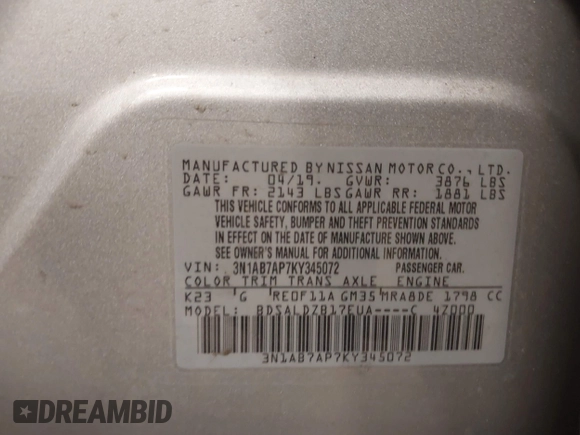 MANUFACTURED BY NISSAN MOTOR CO., LTD.
DATE: 04/19. GVWR: 3876 LBS
GAWR FR: 2143 LBS GAWR RR: 1881 LBS
THIS VEHICLE CONFORMS TO ALL APPLICABLE FEDERAL MOTOR
VEHICLE SAFETY, BUMPER AND THEFT PREVENTION STANDARDS
IN EFFECT ON THE DATE OF MANUFACTURE SHOWN ABOVE.
SEE OWNER'S MANUAL FOR ADDITIONAL INFORMATION.
VIN: 3N1AB7AP7KY345072 PASSENGER CAR.
COLOR TRIM TRANS AXLE ENGINE
K23 G RE0F11A GM35 MRA8DE 1798 CC
MODEL: BDSALDZB17EUA----C 4Z000
3N1AB7AP7KY345072
DREAMBID